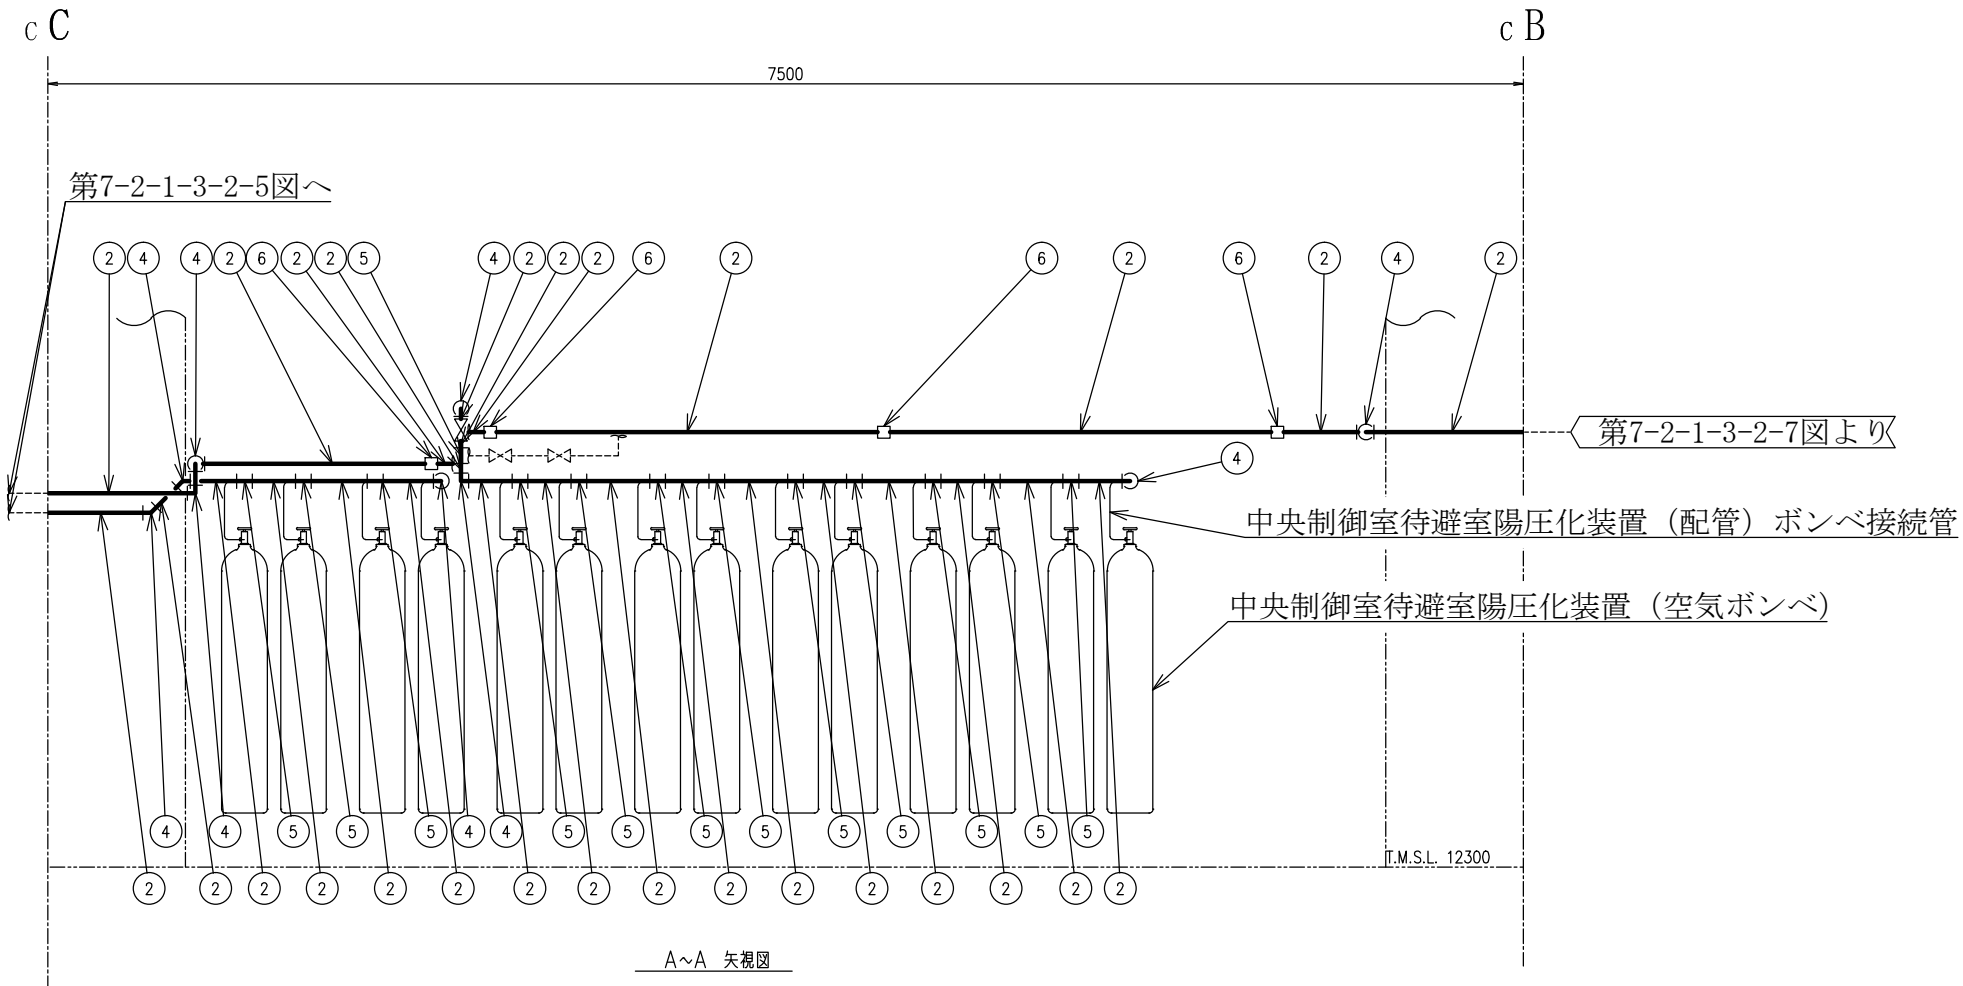 C C
C B
7500
第7-2-1-3-2-5図へ
2 4 4 2 6 2 2 5 4 2 2 2 6 2 6 2 6 2 4 2
第7-2-1-3-2-7図より
4
中央制御室待避室陽圧化装置（配管）ボンベ接続管
中央制御室待避室陽圧化装置（空気ボンベ）
4 4 5 5 5 4 4 5 5 5 5 5 5 5 5 5
T.M.S.L. 12300
2 2 2 2 2 2 2 2 2 2 2 2 2 2 2 2
A～A 矢視図